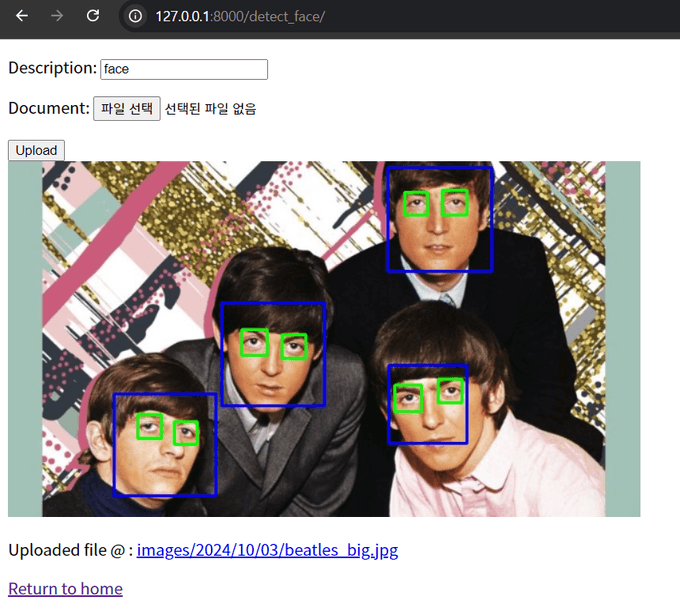 127.0.0.1:8000/detect_face/
Description: face
Document: 파일 선택 선택된 파일 없음
Upload
Uploaded file @ : images/2024/10/03/beatles_big.jpg
Return to home